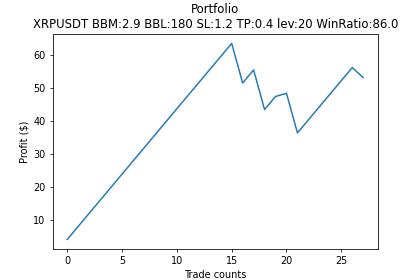 Portfolio
XRPUSDT BBM:2.9 BBL:180 SL:1.2 TP:0.4 lev:20 WinRatio:86.0
60
50
40
30
20
10
Profit ($)
0 5 10 15 20 25
Trade counts